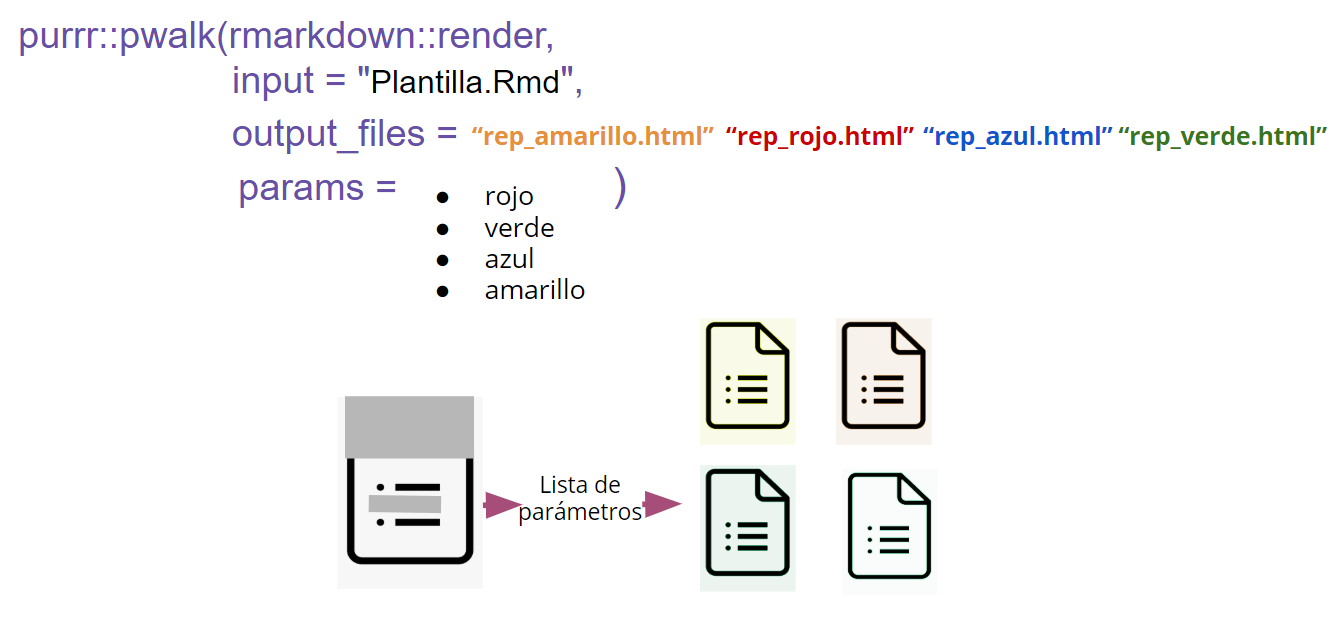 purrr::pwalk(rmarkdown::render,
input = "Plantilla.Rmd",
output_files = “rep_amarillo.html” “rep_rojo.html” “rep_azul.html” “rep_verde.html”
params = )
● rojo
● verde
● azul
● amarillo
Lista de
parámetros